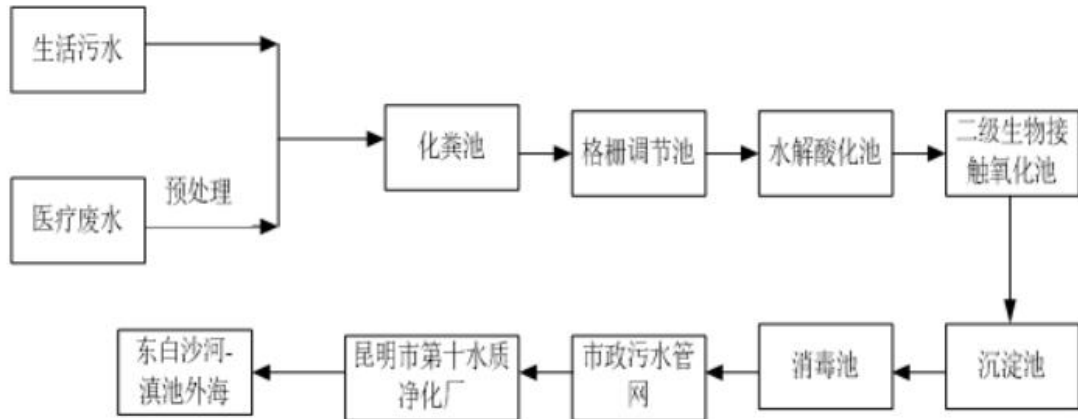 生活污水
预处理
医疗废水
化粪池
格栅调节池
水解酸化池
二级生物接
触氧化池
沉淀池
消毒池
市政污水管
网
昆明市第十水质
净化厂
东白沙河-
滇池外海